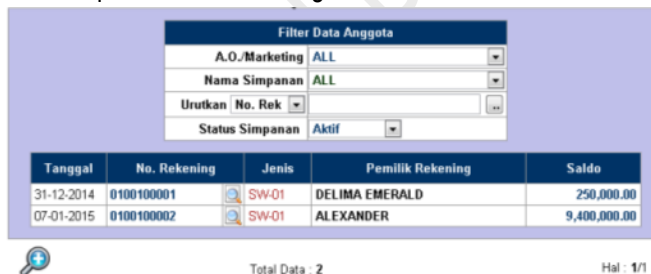 Filter Data Anggota
A.O./Marketing ALL
Nama Simpanan ALL
Urutkan No. Rek ..
Status Simpanan Aktif
Tanggal No. Rekening Jenis Pemilik Rekening Saldo
31-12-2014 0100100001 SW-01 DELIMA EMERALD 250,000.00
07-01-2015 0100100002 SW-01 ALEXANDER 9,400,000.00
Total Data : 2 Hal : 1/1